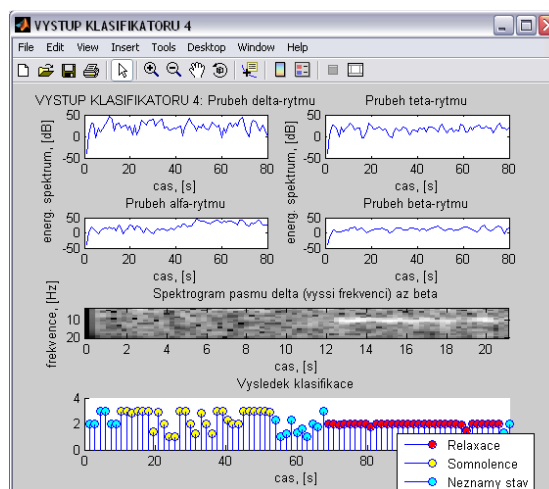 VYSTUP KLASIFIKATORU 4
File Edit View Insert Tools Desktop Window Help
VYSTUP KLASIFIKATORU 4: Prubeh delta-rytmu
Prubeh teta-rytmu
energ. spektrum, [dB]
50
0
-50
0 20 40 60 80
cas, [s]
50
0
-50
0 20 40 60 80
cas, [s]
Prubeh alfa-rytmu
Prubeh beta-rytmu
energ. spektrum, [dB]
50
0
-50
0 20 40 60 80
cas, [s]
50
0
-50
0 20 40 60 80
cas, [s]
Spektrogram pasmu delta (vyssi frekvenci) az beta
frekvence, [Hz]
10
20
0 2 4 6 8 10 12 14 16 18 20
cas, [s]
Vysledek klasifikace
4
2
0
0 20 40 60 80
cas, [s]
Relaxace
Somnolence
Neznamy stav